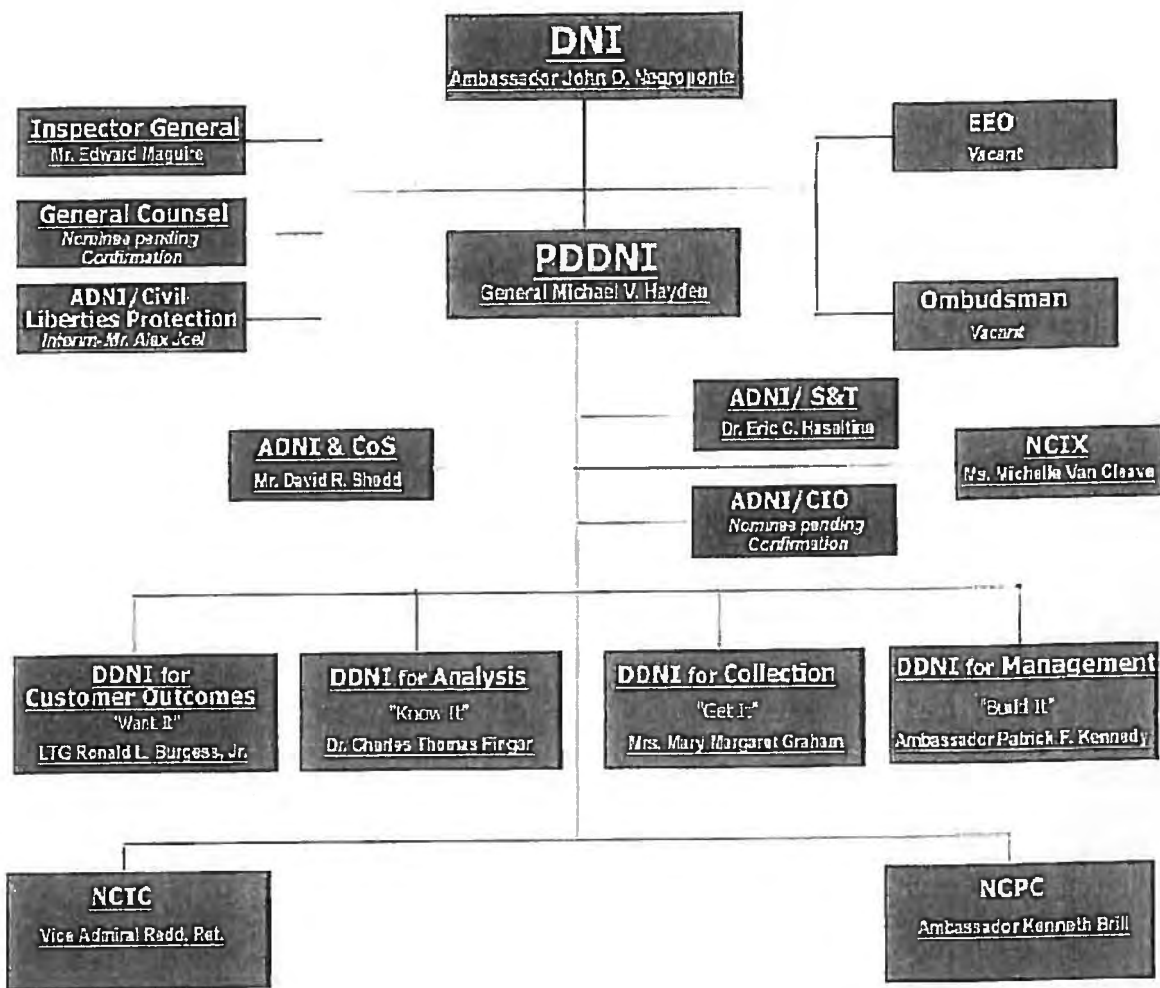 DNI
Ambassador John D. Negroponte
Inspector General
Mr. Edward Maguire
EEO
Vacant
General Counsel
Nominee pending
Confirmation
PDDNI
General Michael V. Hayden
ADNI/Civil
Liberties Protection
Interim-Mr. Alex Joel
Ombudsman
Vacant
ADNI/ S&T
Dr. Eric C. Haseltine
ADNI & CoS
Mr. David R. Shedd
NCIX
Ms. Michelle Van Cleave
ADNI/CIO
Nominee pending
Confirmation
DDNI for
Customer Outcomes
"Want It"
LTG Ronald L. Burgess, Jr.
DDNI for Analysis
"Know It"
Dr. Charles Thomas Fingar
DDNI for Collection
"Get It"
Mrs. Mary Margaret Graham
DDNI for Management
"Build It"
Ambassador Patrick F. Kennedy
NCTC
Vice Admiral Redd, Ret.
NCPC
Ambassador Kenneth Brill